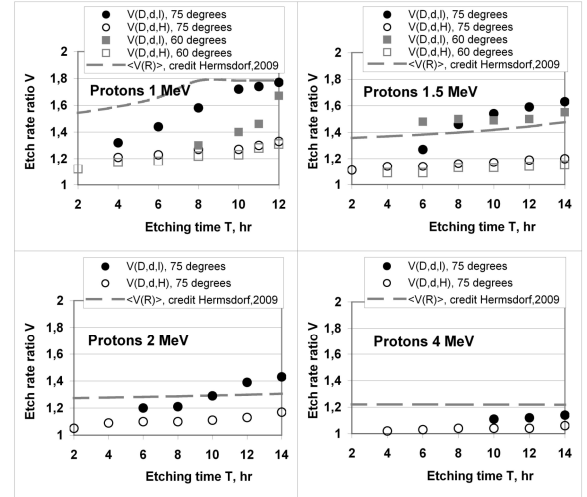 V(D,d,l), 75 degrees
V(D,d,H), 75 degrees
V(D,d,l), 60 degrees
V(D,d,H), 60 degrees
<V(R)>, credit Hermsdorf,2009
Etch rate ratio V
2
1,8
1,6
1,4
1,2
1
Protons 1 MeV
2 4 6 8 10 12
Etching time T, hr
V(D,d,l), 75 degrees
V(D,d,H), 75 degrees
V(D,d,l), 60 degrees
V(D,d,H), 60 degrees
<V(R)>, credit Hermsdorf,2009
Etch rate ratio V
2
1,8
1,6
1,4
1,2
1
Protons 1.5 MeV
2 4 6 8 10 12 14
Etching time T, hr
V(D,d,l), 75 degrees
V(D,d,H), 75 degrees
<V(R)>, credit Hermsdorf,2009
Etch rate ratio V
2
1,8
1,6
1,4
1,2
1
Protons 2 MeV
2 4 6 8 10 12 14
Etching time T, hr
V(D,d,l), 75 degrees
V(D,d,H), 75 degrees
<V(R)>, credit Hermsdorf,2009
Etch rate ratio V
2
1,8
1,6
1,4
1,2
1
Protons 4 MeV
2 4 6 8 10 12 14
Etching time T, hr